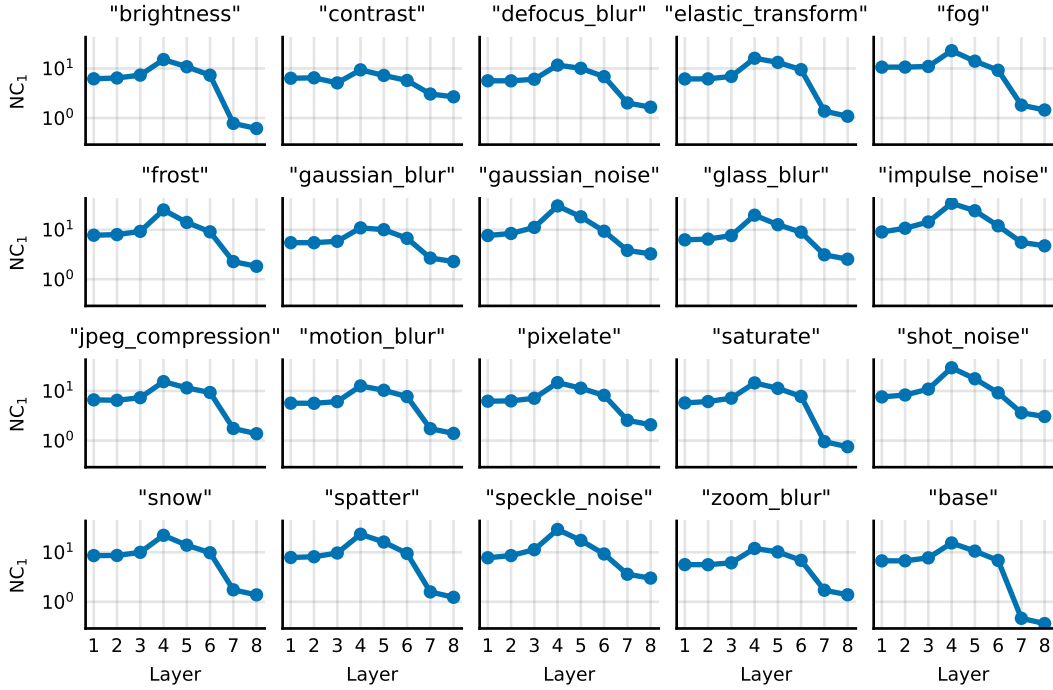 "brightness" "contrast" "defocus_blur" "elastic_transform" "fog"
NC₁
10¹
10⁰
"frost" "gaussian_blur" "gaussian_noise" "glass_blur" "impulse_noise"
NC₁
10¹
10⁰
"jpeg_compression" "motion_blur" "pixelate" "saturate" "shot_noise"
NC₁
10¹
10⁰
"snow" "spatter" "speckle_noise" "zoom_blur" "base"
NC₁
10¹
10⁰
1 2 3 4 5 6 7 8 1 2 3 4 5 6 7 8 1 2 3 4 5 6 7 8 1 2 3 4 5 6 7 8 1 2 3 4 5 6 7 8
Layer Layer Layer Layer Layer